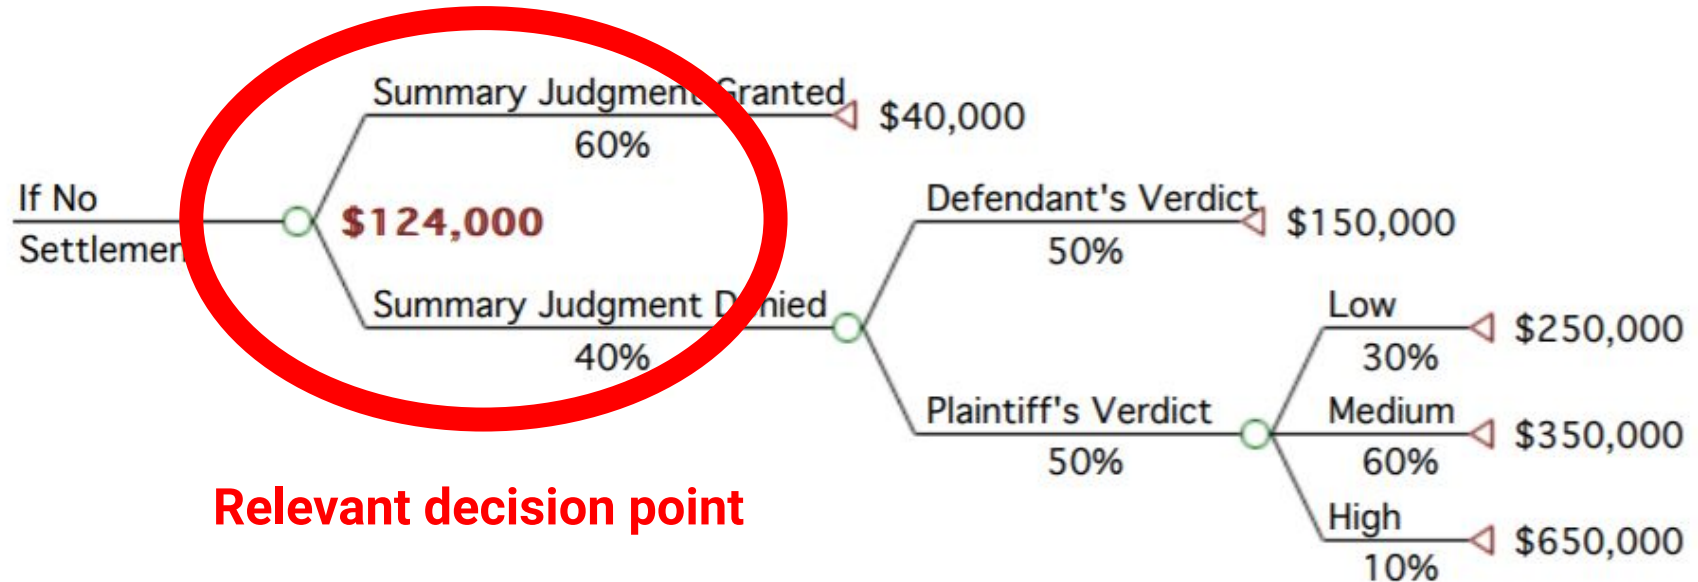 Summary Judgment Granted
60%
$40,000
If No
Settlemen
$124,000
Summary Judgment Denied
40%
Defendant's Verdict
50%
$150,000
Plaintiff's Verdict
50%
Low
30%
$250,000
Medium
60%
$350,000
High
10%
$650,000
Relevant decision point